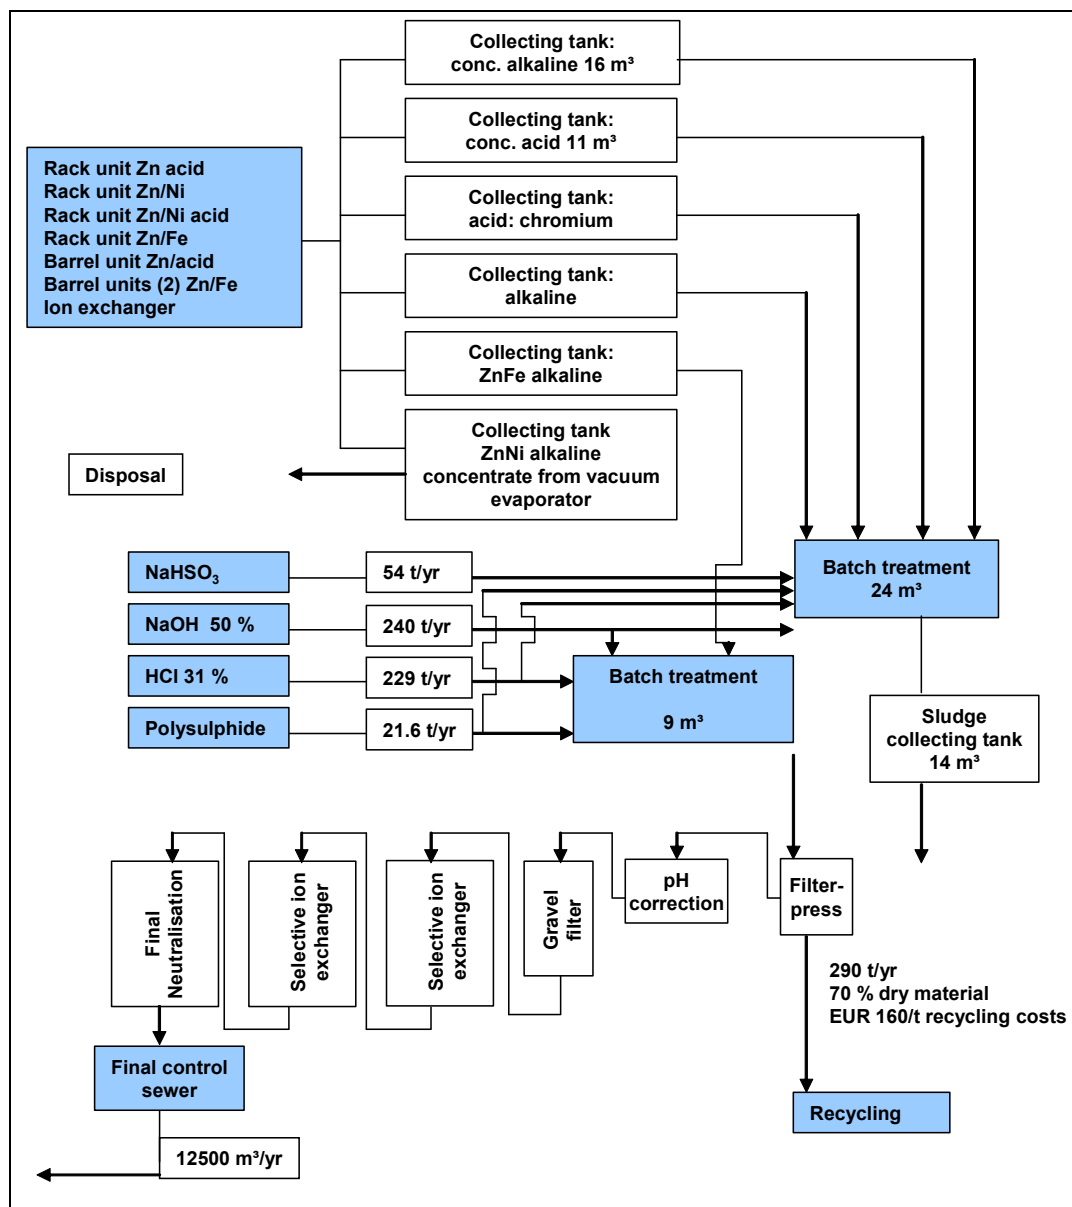 Collecting tank:
conc. alkaline 16 m³
Collecting tank:
conc. acid 11 m³
Rack unit Zn acid
Rack unit Zn/Ni
Rack unit Zn/Ni acid
Rack unit Zn/Fe
Barrel unit Zn/acid
Barrel units (2) Zn/Fe
Ion exchanger
Collecting tank:
acid: chromium
Collecting tank:
alkaline
Collecting tank:
ZnFe alkaline
Collecting tank
ZnNi alkaline
concentrate from vacuum
evaporator
Disposal
NaHSO₃
54 t/yr
Batch treatment
24 m³
NaOH 50 %
240 t/yr
HCl 31 %
229 t/yr
Batch treatment
9 m³
Polysulphide
21.6 t/yr
Sludge
collecting tank
14 m³
Final
Neutralisation
Selective ion
exchanger
Selective ion
exchanger
Gravel
filter
pH
correction
Filter-
press
290 t/yr
70 % dry material
EUR 160/t recycling costs
Final control
sewer
Recycling
12500 m³/yr